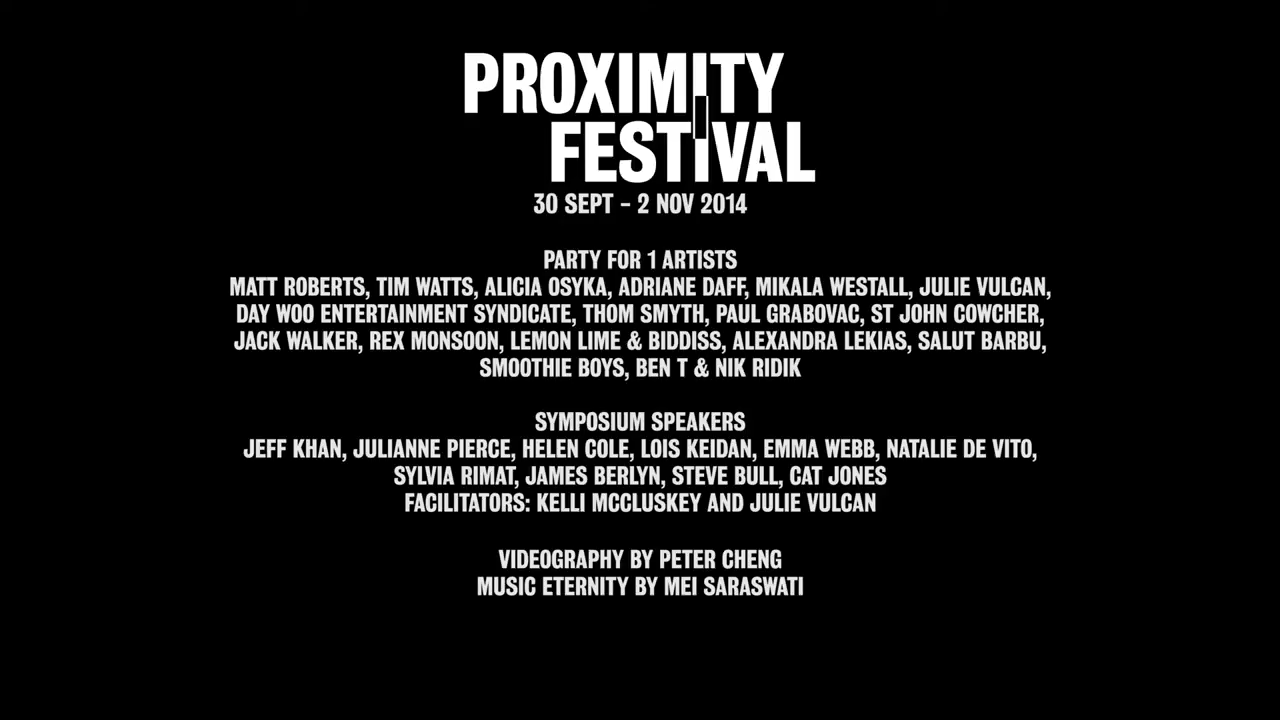 PROXIMITY
FESTIVAL
30 SEPT – 2 NOV 2014
PARTY FOR 1 ARTISTS
MATT ROBERTS, TIM WATTS, ALICIA OSYKA, ADRIANE DAFF, MIKALA WESTALL, JULIE VULCAN,
DAY WOO ENTERTAINMENT SYNDICATE, THOM SMYTH, PAUL GRABOVAC, ST JOHN COWCHER,
JACK WALKER, REX MONSOON, LEMON LIME & BIDDISS, ALEXANDRA LEKIAS, SALUT BARBU,
SMOOTHIE BOYS, BEN T & NIK RIDIK
SYMPOSIUM SPEAKERS
JEFF KHAN, JULIANNE PIERCE, HELEN COLE, LOIS KEIDAN, EMMA WEBB, NATALIE DE VITO,
SYLVIA RIMAT, JAMES BERLYN, STEVE BULL, CAT JONES
FACILITATORS: KELLI MCCLUSKEY AND JULIE VULCAN
VIDEOGRAPHY BY PETER CHENG
MUSIC ETERNITY BY MEI SARASWATI